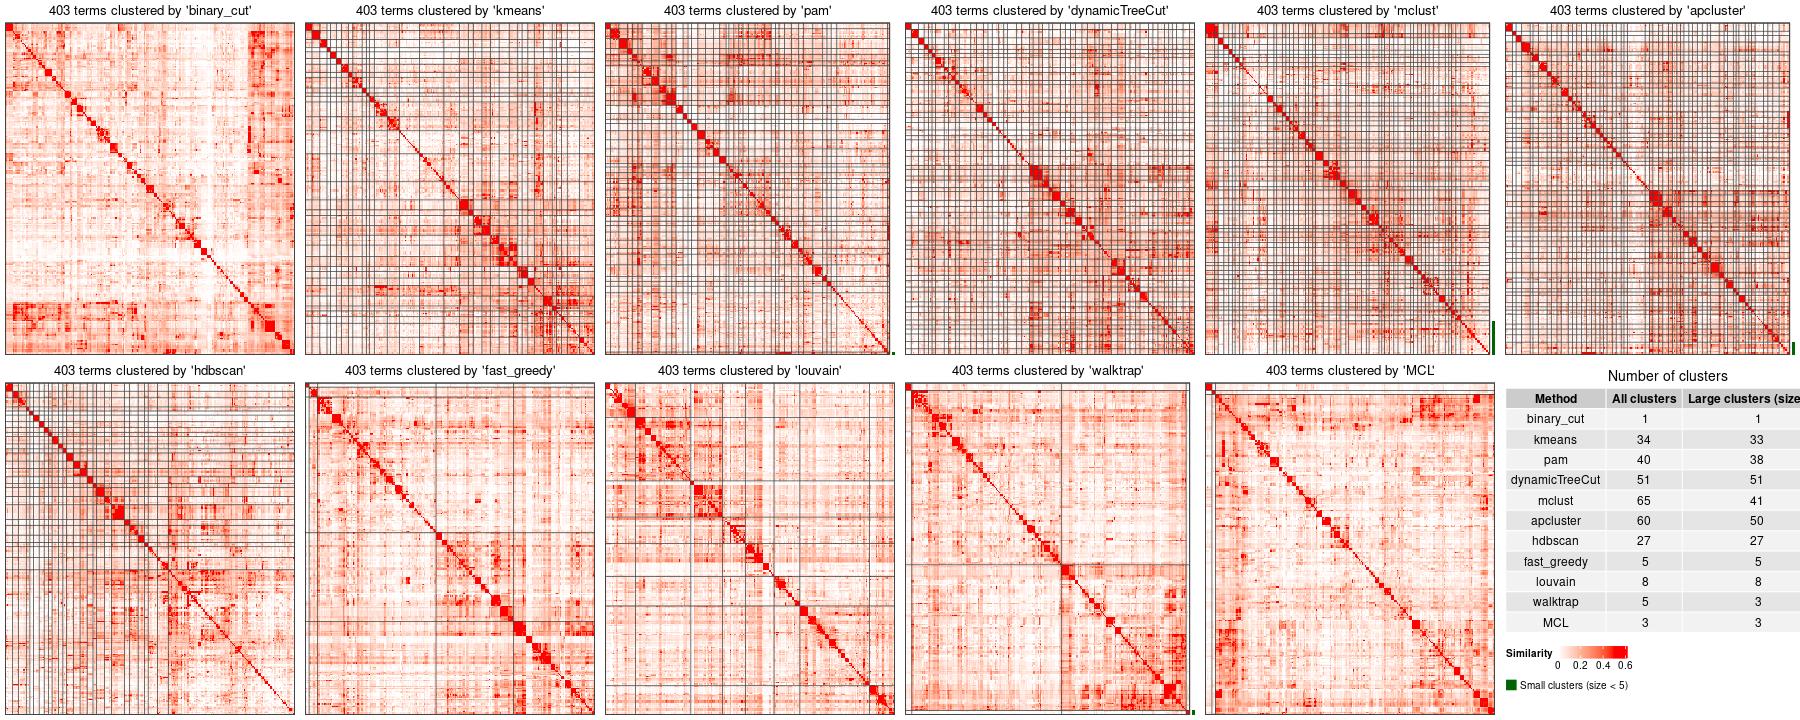 403 terms clustered by 'binary_cut'
403 terms clustered by 'kmeans'
403 terms clustered by 'pam'
403 terms clustered by 'dynamicTreeCut'
403 terms clustered by 'mclust'
403 terms clustered by 'apcluster'
403 terms clustered by 'hdbscan'
403 terms clustered by 'fast_greedy'
403 terms clustered by 'louvain'
403 terms clustered by 'walktrap'
403 terms clustered by 'MCL'
Number of clusters
Method All clusters Large clusters (size
binary_cut 1 1
kmeans 34 33
pam 40 38
dynamicTreeCut 51 51
mclust 65 41
apcluster 60 50
hdbscan 27 27
fast_greedy 5 5
louvain 8 8
walktrap 5 3
MCL 3 3
Similarity
0 0.2 0.4 0.6
Small clusters (size < 5)